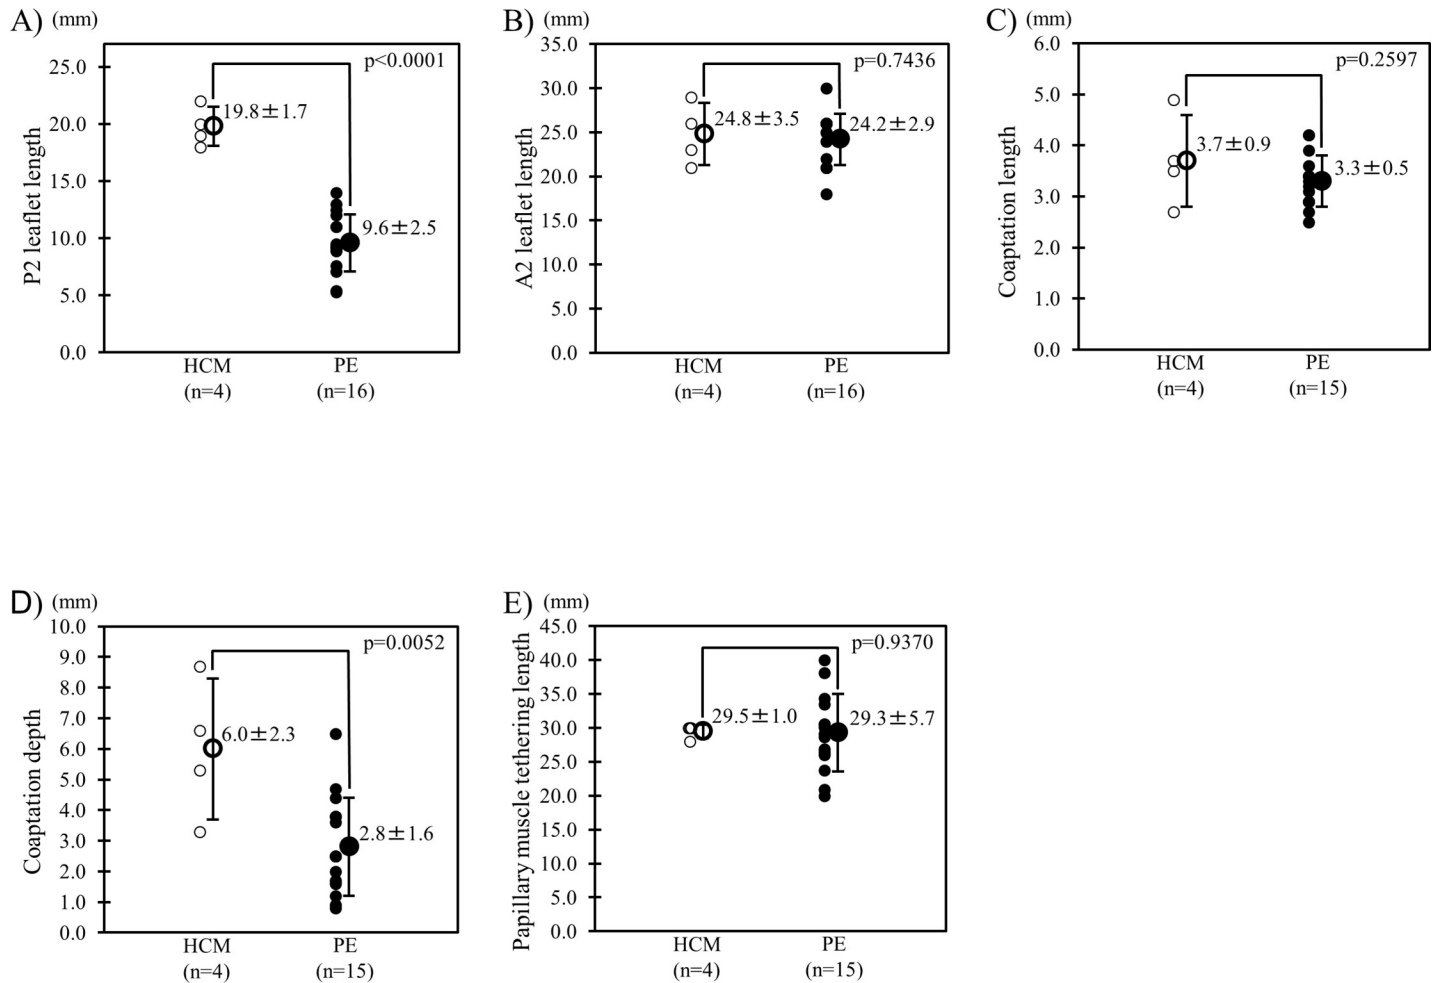 A) (mm)
P2 leaflet length
25.0
20.0
15.0
10.0
5.0
0.0
p<0.0001
19.8±1.7
9.6±2.5
HCM PE
(n=4) (n=16)
B) (mm)
A2 leaflet length
35.0
30.0
25.0
20.0
15.0
10.0
5.0
0.0
p=0.7436
24.8±3.5
24.2±2.9
HCM PE
(n=4) (n=16)
C) (mm)
Coaptation length
6.0
5.0
4.0
3.0
2.0
1.0
0.0
p=0.2597
3.7±0.9
3.3±0.5
HCM PE
(n=4) (n=15)
D) (mm)
Coaptation depth
10.0
9.0
8.0
7.0
6.0
5.0
4.0
3.0
2.0
1.0
0.0
p=0.0052
6.0±2.3
2.8±1.6
HCM PE
(n=4) (n=15)
E) (mm)
Papillary muscle tethering length
45.0
40.0
35.0
30.0
25.0
20.0
15.0
10.0
5.0
0.0
p=0.9370
29.5±1.0
29.3±5.7
HCM PE
(n=4) (n=15)